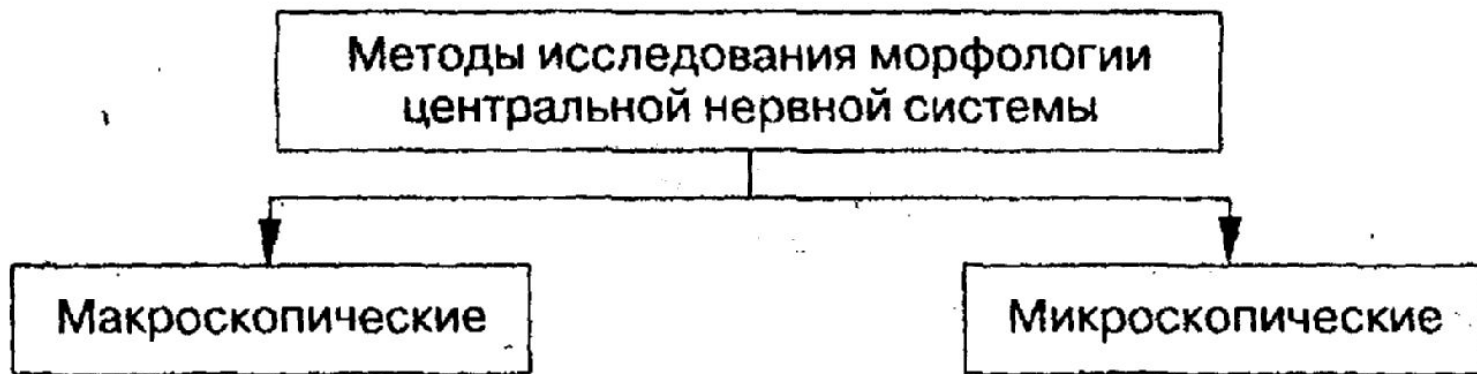 Методы исследования морфологии
центральной нервной системы
Макроскопические
Микроскопические